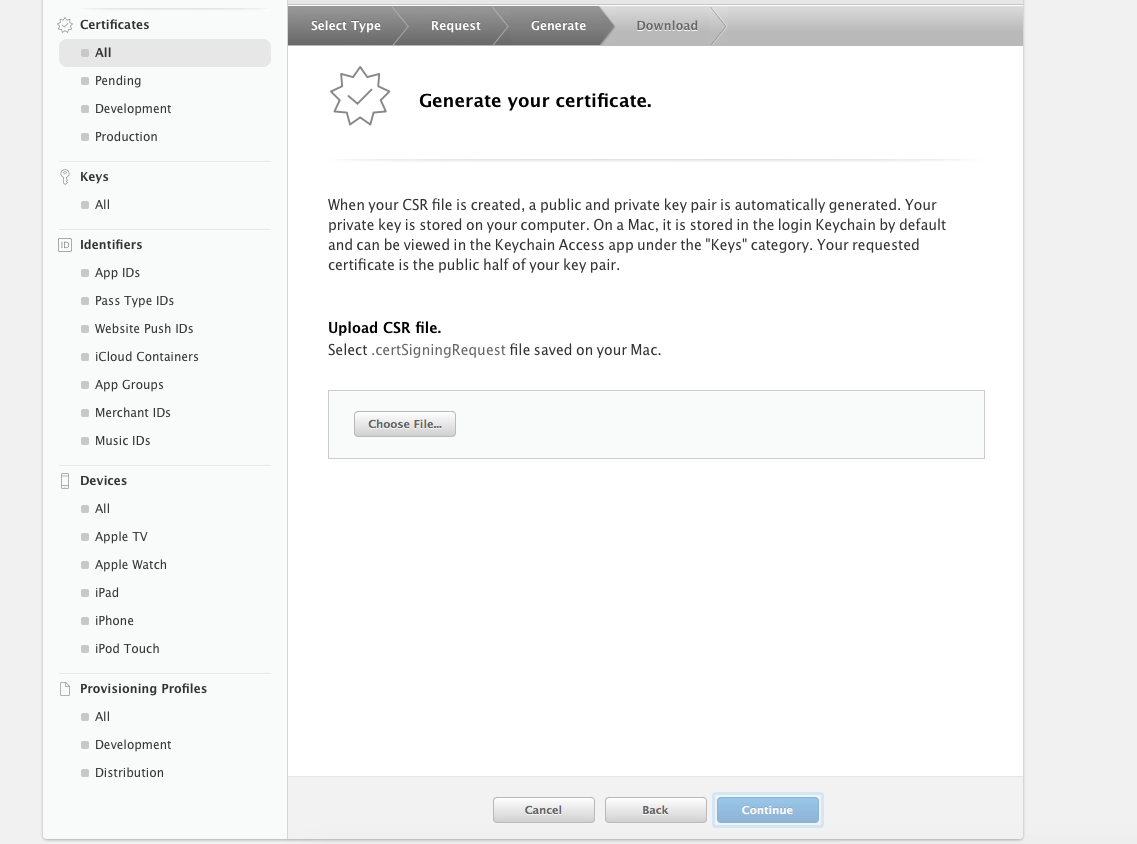 Certificates
All
Pending
Development
Production
Keys
All
ID Identifiers
App IDs
Pass Type IDs
Website Push IDs
iCloud Containers
App Groups
Merchant IDs
Music IDs
Devices
All
Apple TV
Apple Watch
iPad
iPhone
iPod Touch
Provisioning Profiles
All
Development
Distribution
Select Type Request Generate Download
Generate your certificate.
When your CSR file is created, a public and private key pair is automatically generated. Your
private key is stored on your computer. On a Mac, it is stored in the login Keychain by default
and can be viewed in the Keychain Access app under the "Keys" category. Your requested
certificate is the public half of your key pair.
Upload CSR file.
Select .certSigningRequest file saved on your Mac.
Choose File...
Cancel Back Continue